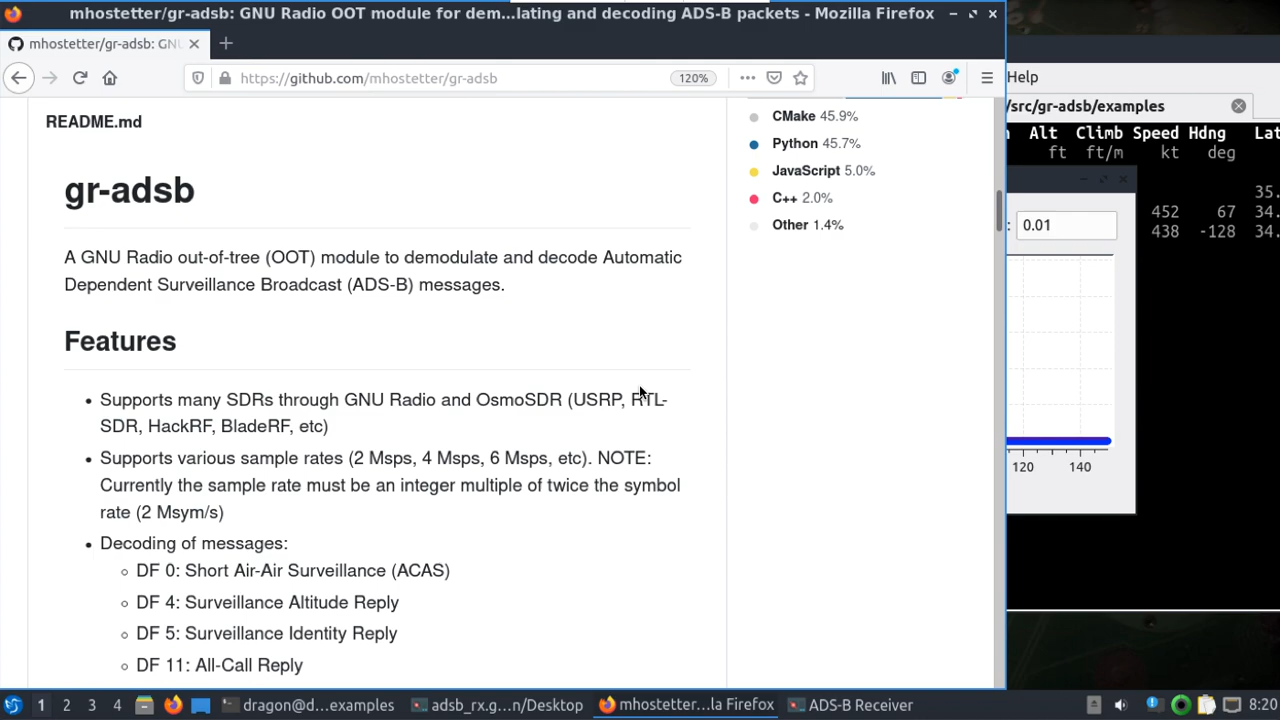 mhostetter/gr-adsb: GNU Radio OOT module for dem...lating and decoding ADS-B packets - Mozilla Firefox
mhostetter/gr-adsb: GNU
https://github.com/mhostetter/gr-adsb
120%
README.md
gr-adsb
A GNU Radio out-of-tree (OOT) module to demodulate and decode Automatic
Dependent Surveillance Broadcast (ADS-B) messages.
Features
• Supports many SDRs through GNU Radio and OsmoSDR (USRP, RTL-
SDR, HackRF, BladeRF, etc)
• Supports various sample rates (2 Msps, 4 Msps, 6 Msps, etc). NOTE:
Currently the sample rate must be an integer multiple of twice the symbol
rate (2 Msym/s)
• Decoding of messages:
◦ DF 0: Short Air-Air Surveillance (ACAS)
◦ DF 4: Surveillance Altitude Reply
◦ DF 5: Surveillance Identity Reply
◦ DF 11: All-Call Reply
CMake 45.9%
Python 45.7%
JavaScript 5.0%
C++ 2.0%
Other 1.4%
Help
/src/gr-adsb/examples
Alt Climb Speed Hdng Lat
ft ft/m kt deg
35.
452 67 34.
438 -128 34.
: 0.01
120 140
1 2 3 4 dragon@d...examples adsb_rx.g...n/Desktop mhostetter...la Firefox ADS-B Receiver 8:20